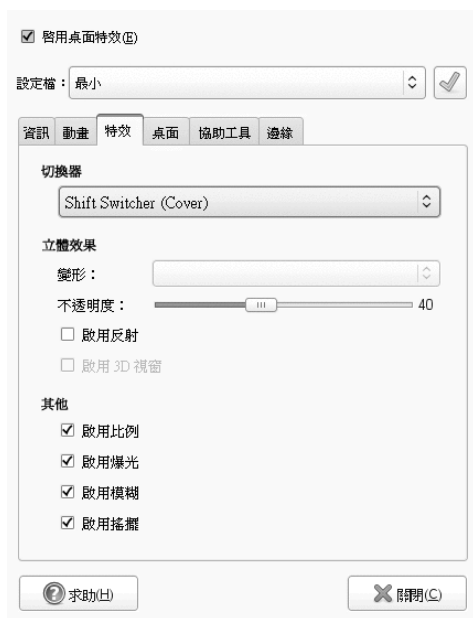 啓用桌面特效(E)
設定檔：最小
資訊 動畫 特效 桌面 協助工具 邊緣
切換器
Shift Switcher (Cover)
立體效果
變形：
不透明度： 40
啟用反射
啟用 3D 視窗
其他
啟用比例
啟用爆光
啟用模糊
啟用搖擺
求助(H) 關閉(C)